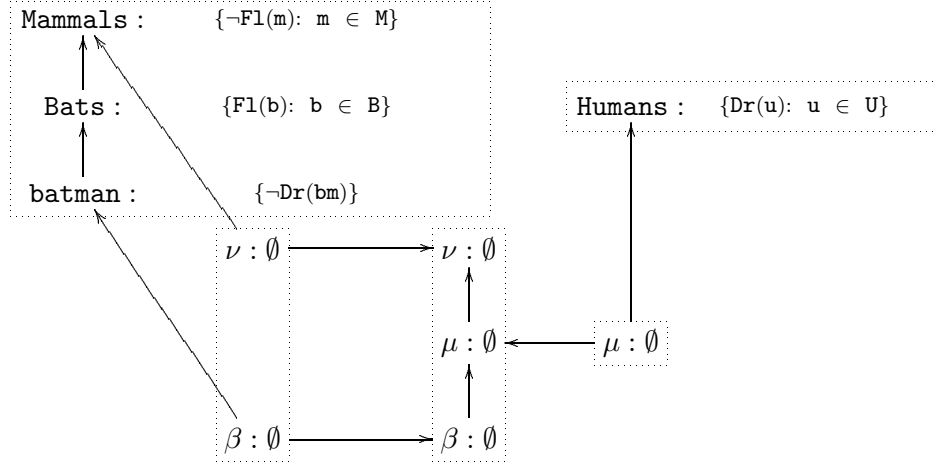 Mammals : {¬Fl(m): m ∈ M}
Bats : {Fl(b): b ∈ B} Humans : {Dr(u): u ∈ U}
batman : {¬Dr(bm)}
ν : ∅ ν : ∅
μ : ∅ μ : ∅
β : ∅ β : ∅